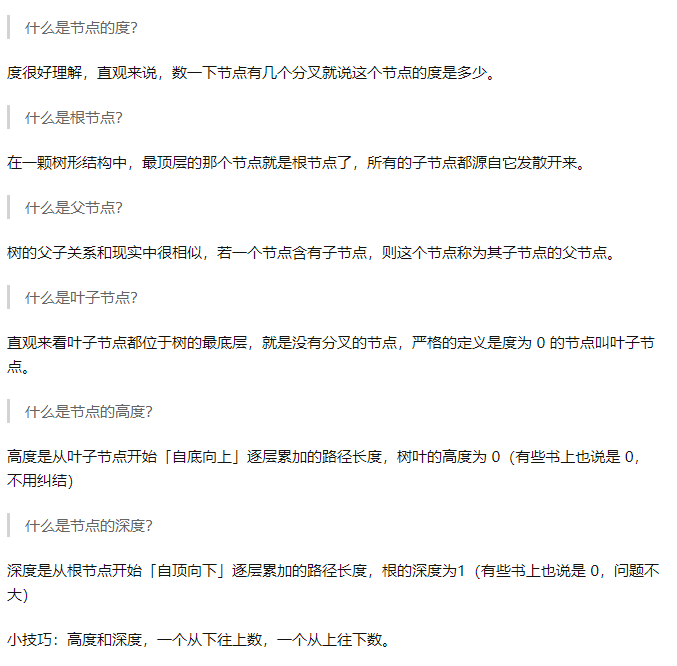 什么是节点的度？
度很好理解，直观来说，数一下节点有几个分叉就说这个节点的度是多少。
什么是根节点？
在一颗树形结构中，最顶层的那个节点就是根节点了，所有的子节点都源自它发散开来。
什么是父节点？
树的父子关系和现实中很相似，若一个节点含有子节点，则这个节点称为其子节点的父节点。
什么是叶子节点？
直观来看叶子节点都位于树的最底层，就是没有分叉的节点，严格的定义是度为 0 的节点叫叶子节
点。
什么是节点的高度？
高度是从叶子节点开始「自底向上」逐层累加的路径长度，树叶的高度为 0（有些书上也说是 0，
不用纠结）
什么是节点的深度？
深度是从根节点开始「自顶向下」逐层累加的路径长度，根的深度为1（有些书上也说是 0，问题不
大）
小技巧：高度和深度，一个从下往上数，一个从上往下数。